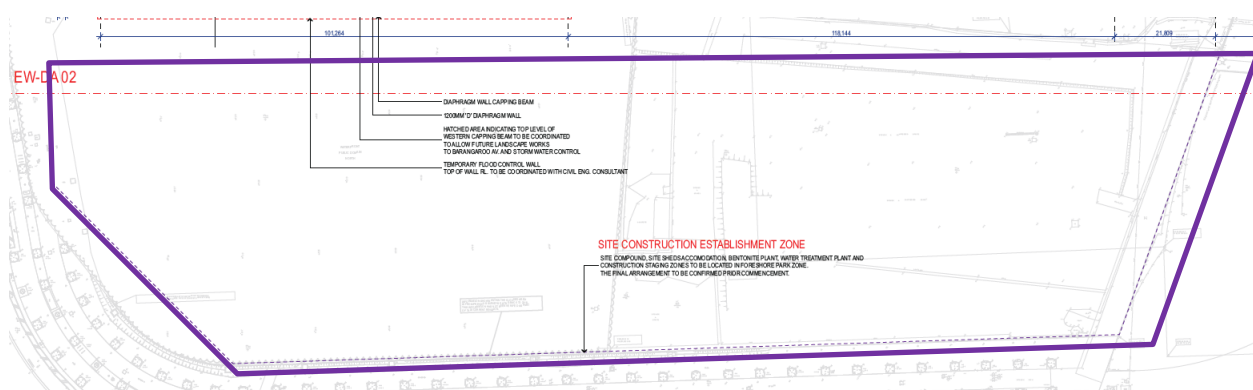 101,264
118,144
21,809
EW-DA 02
DIAPHRAGM WALL CAPPING BEAM
1200MM 'D' DIAPHRAGM WALL
HATCHED AREA INDICATING TOP LEVEL OF
WESTERN CAPPING BEAM TO BE COORDINATED
TO ALLOW FUTURE LANDSCAPE WORKS
TO BARANGAROO AV. AND STORM WATER CONTROL
TEMPORARY FLOOD CONTROL WALL
TOP OF WALL RL. TO BE COORDINATED WITH CIVIL ENG. CONSULTANT
SITE CONSTRUCTION ESTABLISHMENT ZONE
SITE COMPOUND, SITE SHEDS ACCOMODATION, BENTONITE PLANT, WATER TREATMENT PLANT AND
CONSTRUCTION STAGING ZONES TO BE LOCATED IN FORESHORE PARK ZONE.
THE FINAL ARRANGEMENT TO BE CONFIRMED PRIOR COMMENCEMENT.